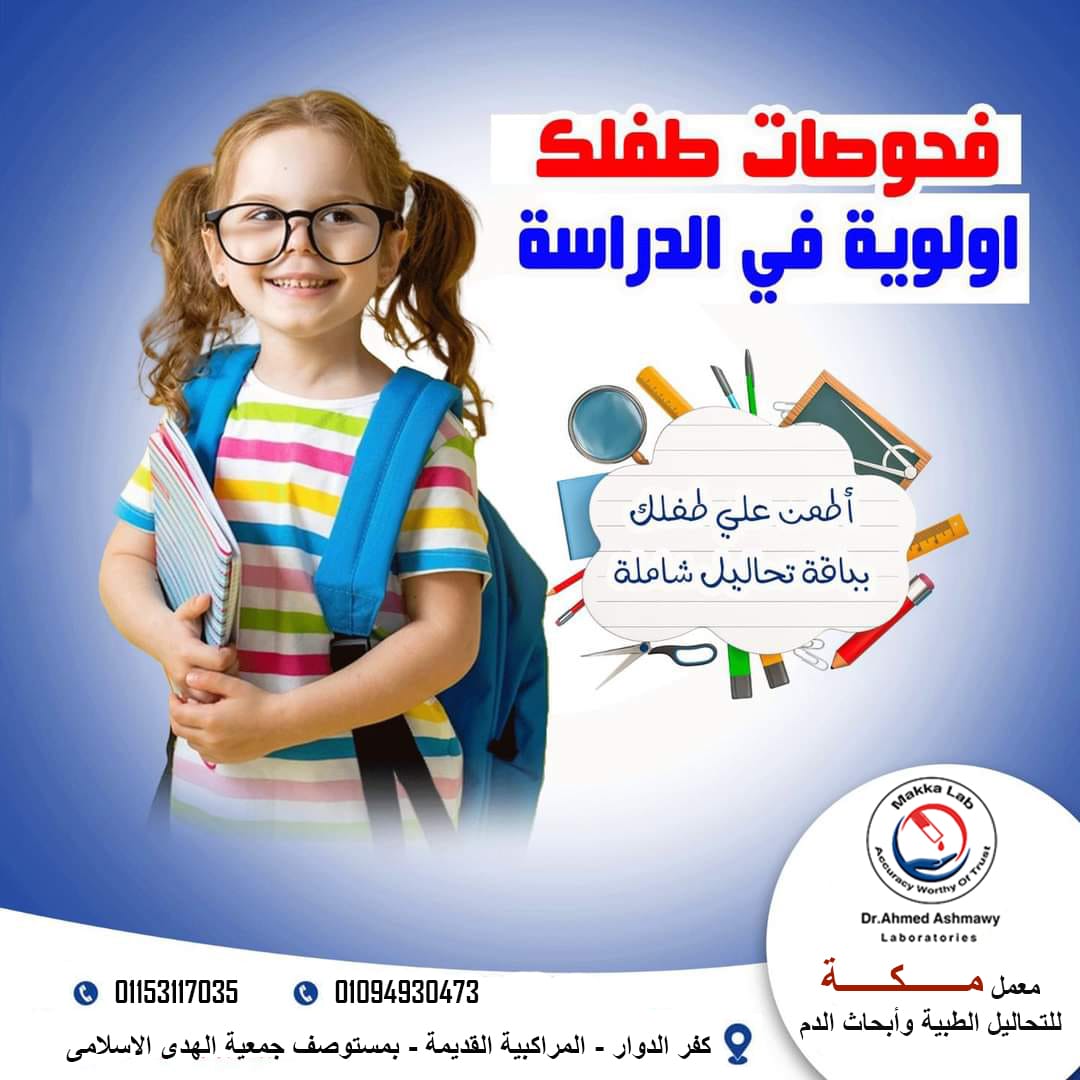 فحوصات طفلك
اولوية في الدراسة
أطمن علي طفلك
بباقة تحاليل شاملة
Makka Lab
Accuracy Worthy Of Trust
Dr.Ahmed Ashmawy
Laboratories
معمل مـــكـــة
للتحاليل الطبية وأبحاث الدم
01153117035 01094930473
كفر الدوار - المراكبية القديمة - بمستوصف جمعية الهدى الاسلامى